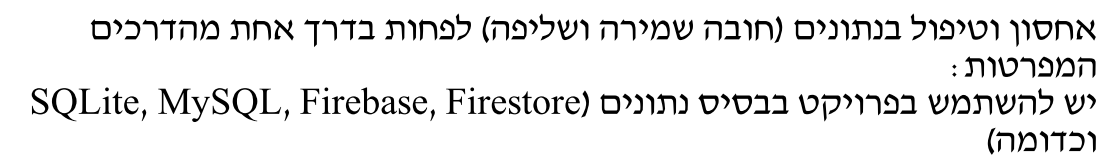 אחסון וטיפול בנתונים (חובה שמירה ושליפה) לפחות בדרך אחת מהדרכים
המפרטות:
יש להשתמש בפרויקט בבסיס נתונים (SQLite, MySQL, Firebase, Firestore
וכדומה)